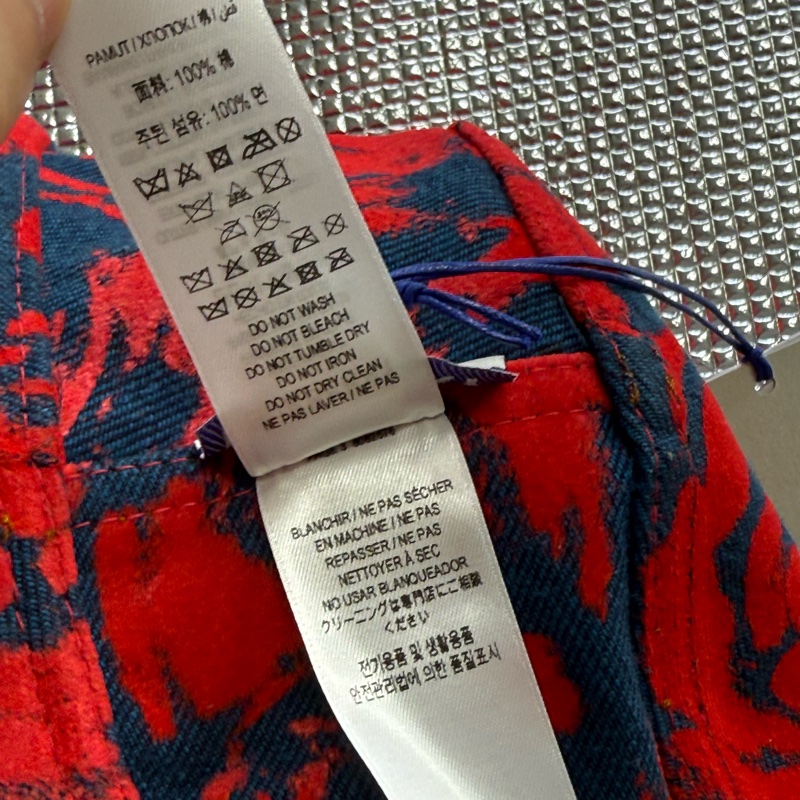 PAMUT / ХЛОПОК / 棉 / قطن
面料: 100% 棉
주된 섬유: 100% 면
DO NOT WASH
DO NOT BLEACH
DO NOT TUMBLE DRY
DO NOT IRON
DO NOT DRY CLEAN
NE PAS LAVER / NE PAS
BLANCHIR / NE PAS SÉCHER
EN MACHINE / NE PAS
REPASSER / NE PAS
NETTOYER À SEC
NO USAR BLANQUEADOR
クリーニングは専門店にご相談
ください
전기용품 및 생활용품
안전관리법에 의한 품질표시